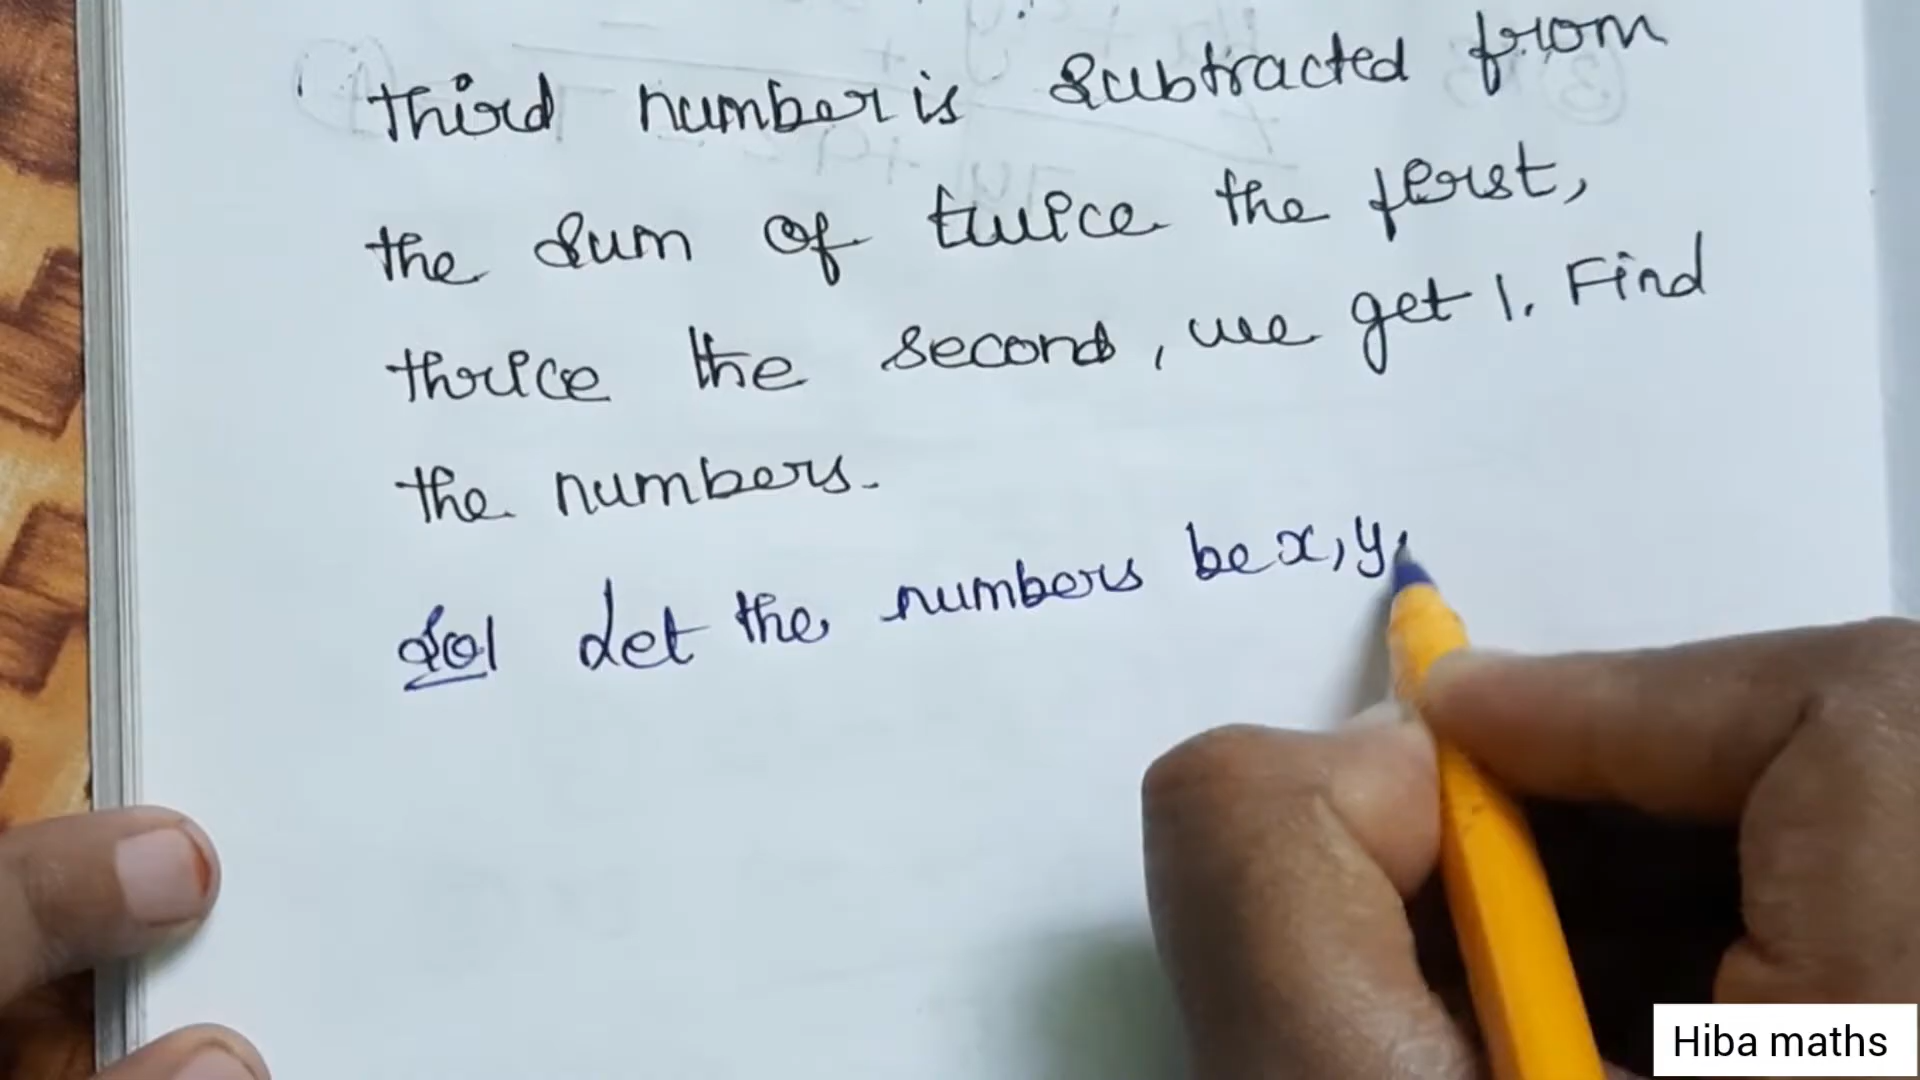 third number is subtracted from
the sum of twice the first,
thrice the second, we get 1. Find
the numbers.
Sol Let the numbers be x, y,
Hiba maths